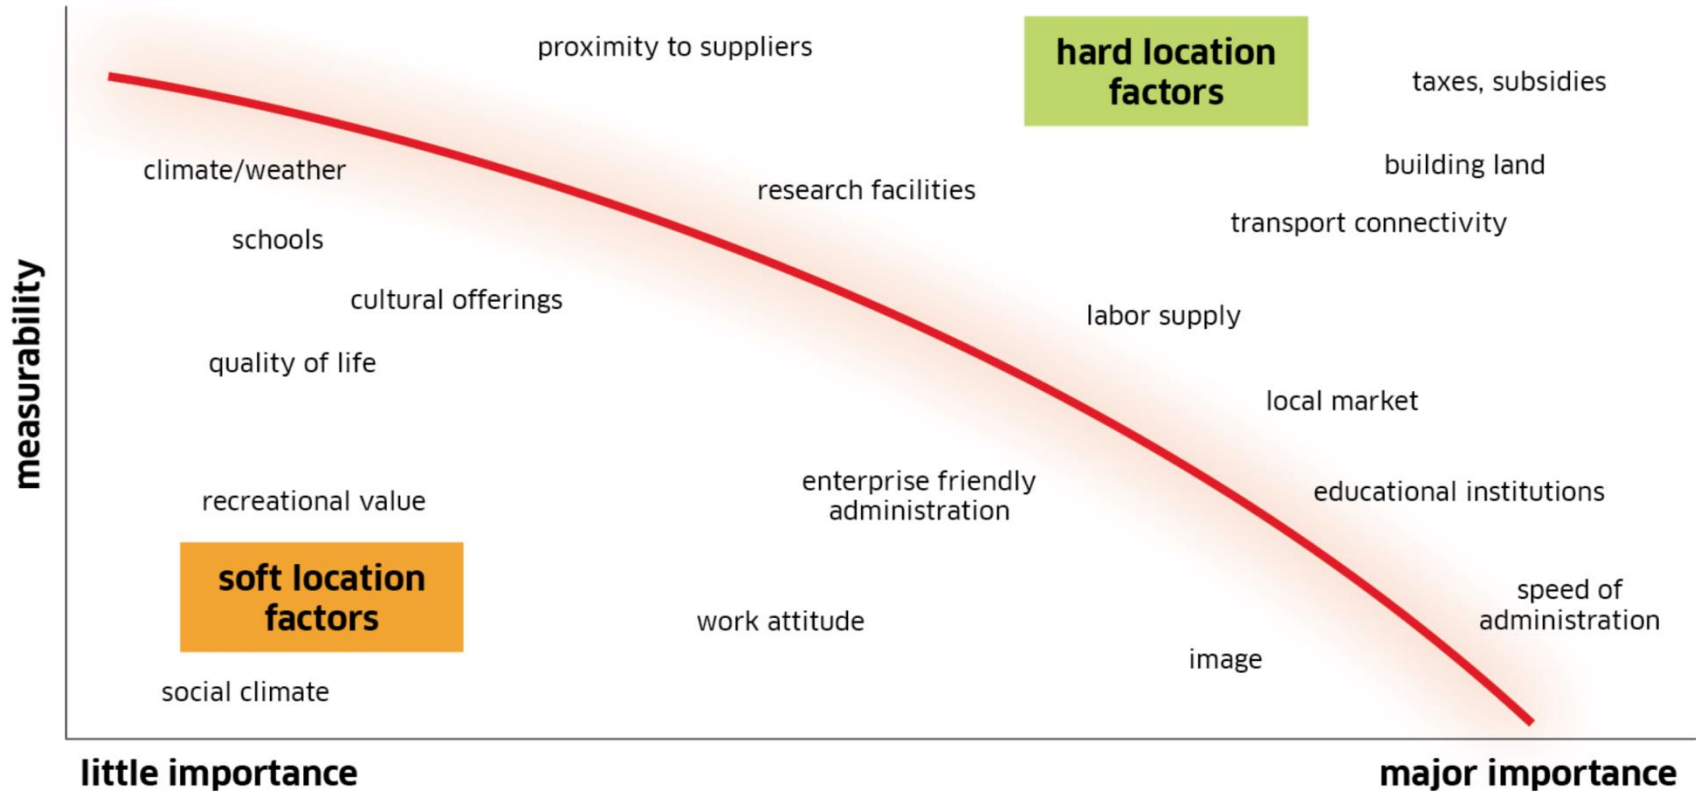 proximity to suppliers
hard location
factors
taxes, subsidies
climate/weather
building land
research facilities
transport connectivity
schools
cultural offerings
labor supply
quality of life
local market
measurability
enterprise friendly
administration
educational institutions
recreational value
soft location
factors
speed of
administration
work attitude
image
social climate
little importance
major importance